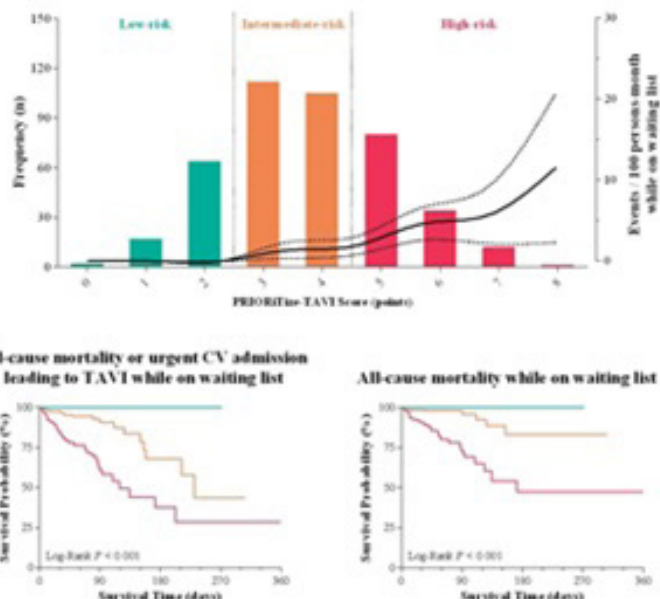 Low-risk Intermediate-risk High-risk
150
120
90
60
30
0
Frequency (n)
30
20
10
0
Events / 100 persons month
while on waiting list
0 1 2 3 4 5 6 7 8
PRIORiTize-TAVI Score (points)
l-cause mortality or urgent CV admission
leading to TAVI while on waiting list
100
75
50
25
0
Survival Probability (%)
Log-Rank P < 0.001
0 90 180 270 360
Survival Time (days)
All-cause mortality while on waiting list
100
75
50
25
0
Survival Probability (%)
Log-Rank P < 0.001
0 90 180 270 360
Survival Time (days)